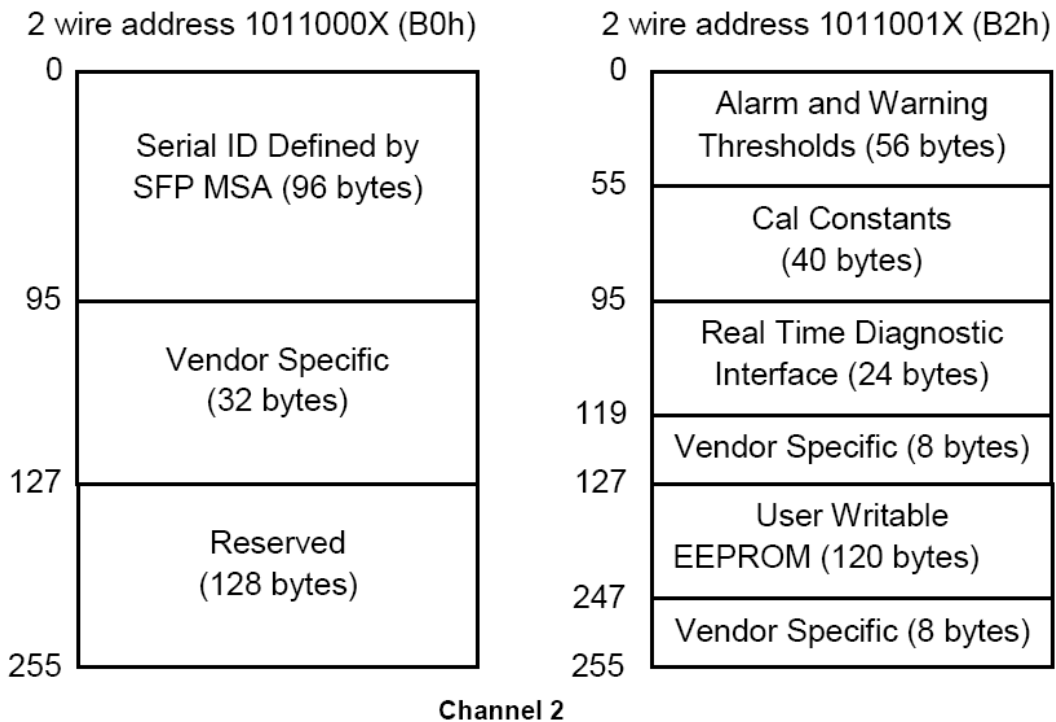 2 wire address 1011000X (B0h)
0
Serial ID Defined by
SFP MSA (96 bytes)
95
Vendor Specific
(32 bytes)
127
Reserved
(128 bytes)
255
2 wire address 1011001X (B2h)
0
Alarm and Warning
Thresholds (56 bytes)
55
Cal Constants
(40 bytes)
95
Real Time Diagnostic
Interface (24 bytes)
119
Vendor Specific (8 bytes)
127
User Writable
EEPROM (120 bytes)
247
Vendor Specific (8 bytes)
255
Channel 2